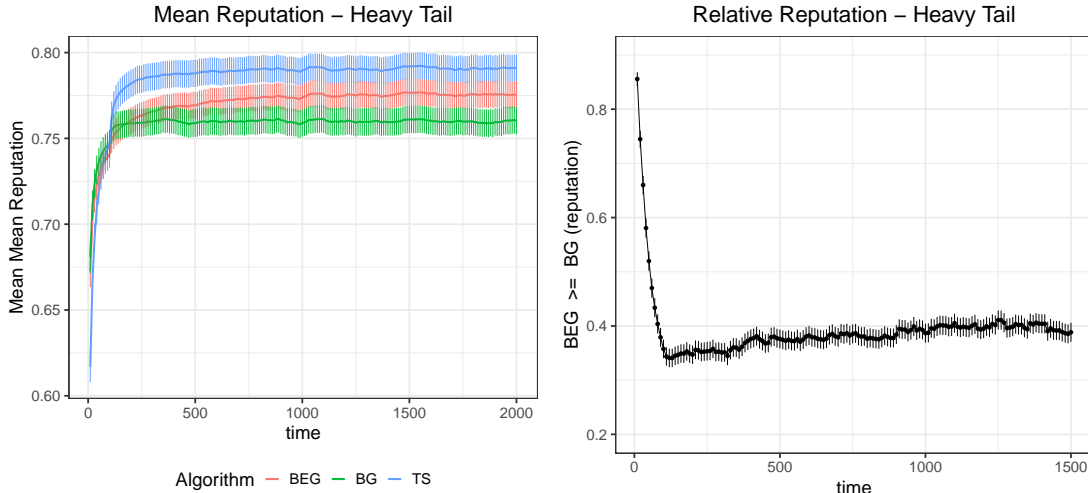 Mean Reputation – Heavy Tail
Mean Mean Reputation
0.80
0.75
0.70
0.65
0.60
0
500
1000
1500
2000
time
Algorithm BEG BG TS
Relative Reputation – Heavy Tail
BEG >= BG (reputation)
0.8
0.6
0.4
0.2
0
500
1000
1500
time